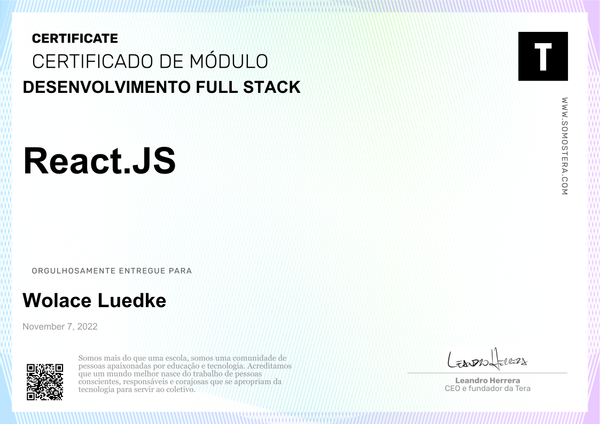 CERTIFICATE
CERTIFICADO DE MÓDULO
DESENVOLVIMENTO FULL STACK
T
WWW.SOMOSTERA.COM
React.JS
ORGULHOSAMENTE ENTREGUE PARA
Wolace Luedke
November 7, 2022
Somos mais do que uma escola, somos uma comunidade de
pessoas apaixonadas por educação e tecnologia. Acreditamos
que um mundo melhor nasce do trabalho de pessoas
conscientes, responsáveis e corajosas que se apropriam da
tecnologia para servir ao coletivo.
Leandro Herrera
Leandro Herrera
CEO e fundador da Tera